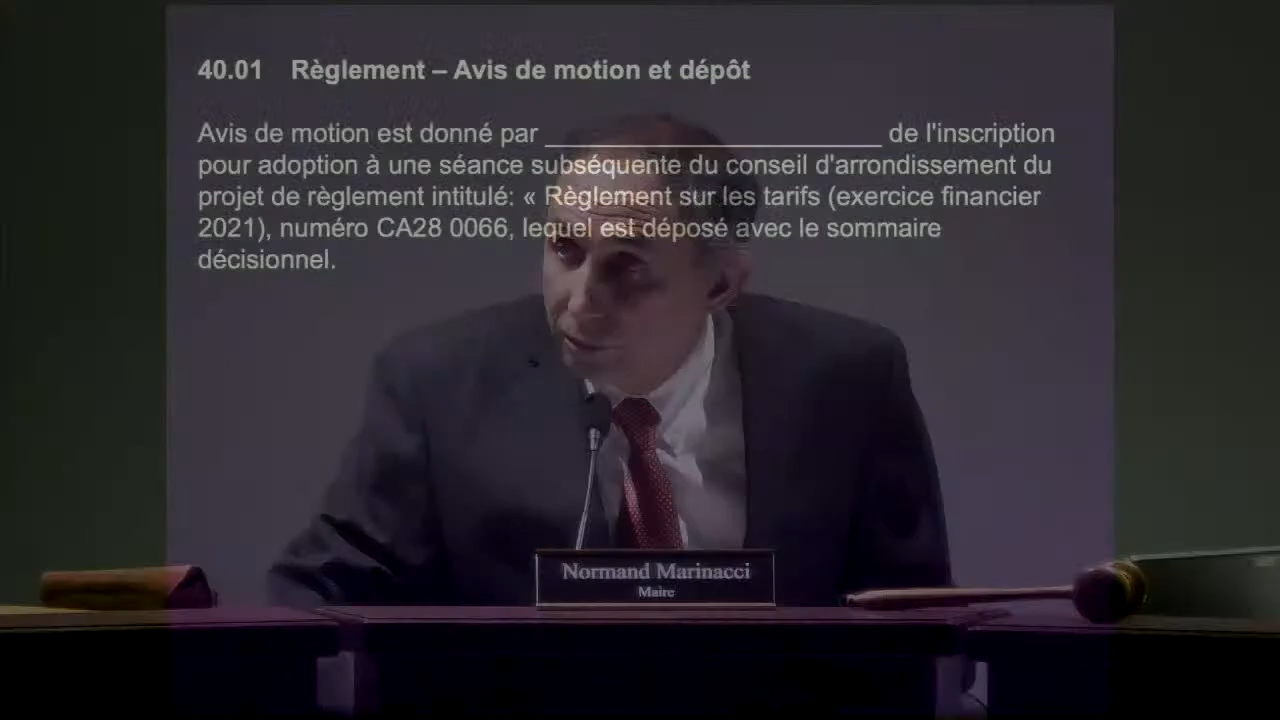 40.01 Règlement – Avis de motion et dépôt
Avis de motion est donné par ________________________ de l'inscription
pour adoption à une séance subséquente du conseil d'arrondissement du
projet de règlement intitulé: « Règlement sur les tarifs (exercice financier
2021), numéro CA28 0066, lequel est déposé avec le sommaire
décisionnel.
Normand Marinacci
Maire